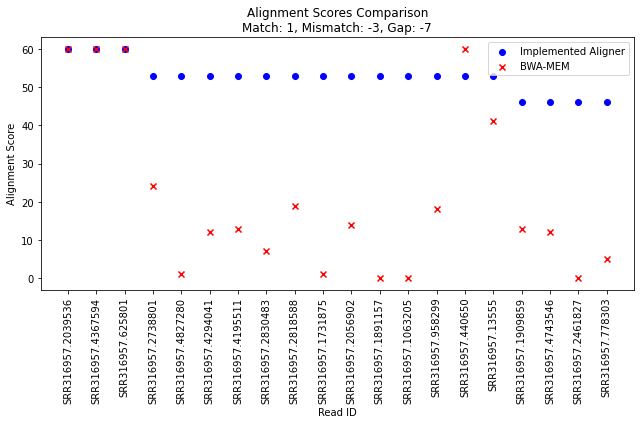 Alignment Scores Comparison
Match: 1, Mismatch: -3, Gap: -7
Implemented Aligner
BWA-MEM
Alignment Score
60
50
40
30
20
10
0
SRR316957.2039536
SRR316957.4367594
SRR316957.625801
SRR316957.2738801
SRR316957.4827280
SRR316957.4294041
SRR316957.4195511
SRR316957.2830483
SRR316957.2818588
SRR316957.1731875
SRR316957.2056902
SRR316957.1891157
SRR316957.1063205
SRR316957.958299
SRR316957.440650
SRR316957.13555
SRR316957.1909859
SRR316957.4743546
SRR316957.2461827
SRR316957.778303
Read ID